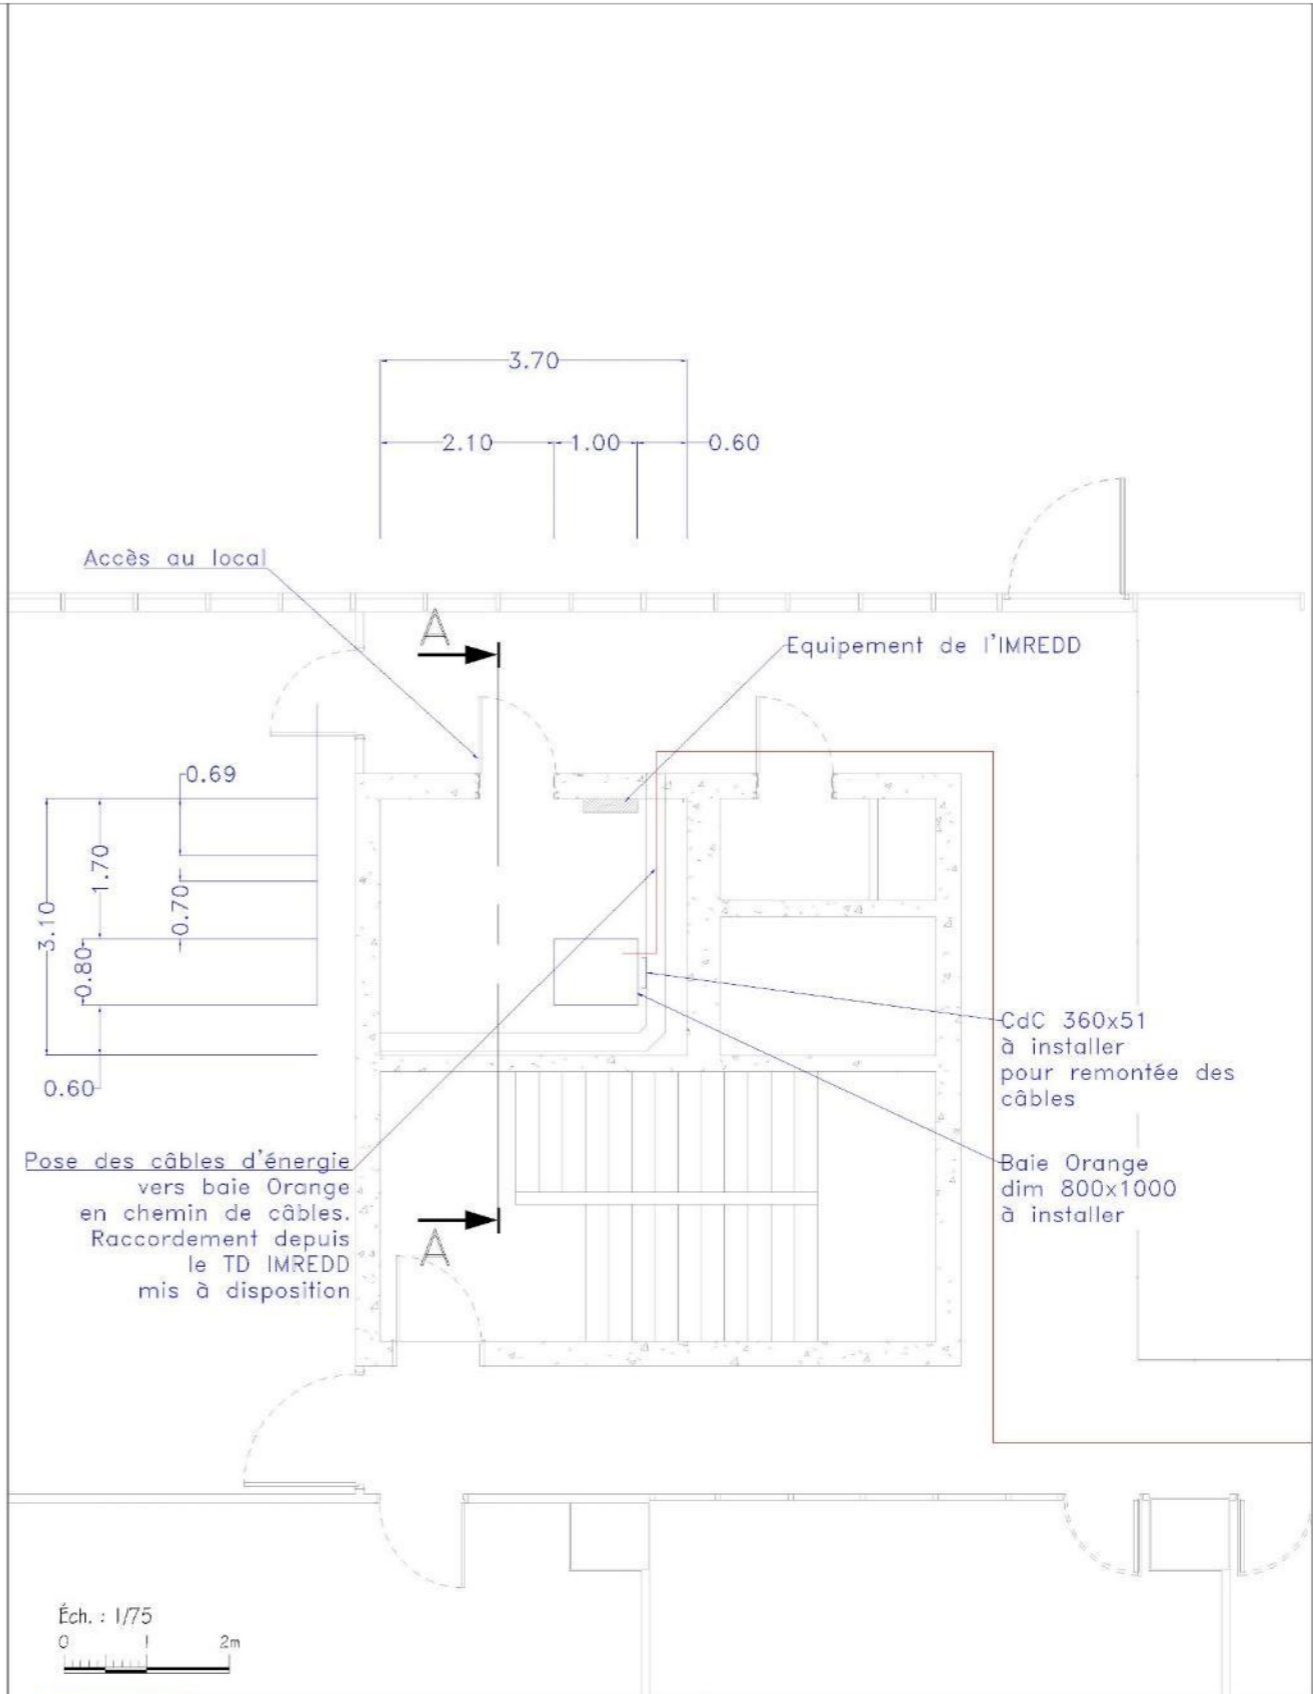 3.70
2.10
1.00
0.60
Accès au local
A
Equipement de l'IMREDD
0.69
1.70
0.70
3.10
0.80
0.60
CdC 360x51
à installer
pour remontée des
câbles
Baie Orange
dim 800x1000
à installer
Pose des câbles d'énergie
vers baie Orange
en chemin de câbles.
Raccordement depuis
le TD IMREDD
mis à disposition
A
Éch. : 1/75
0 1 2m